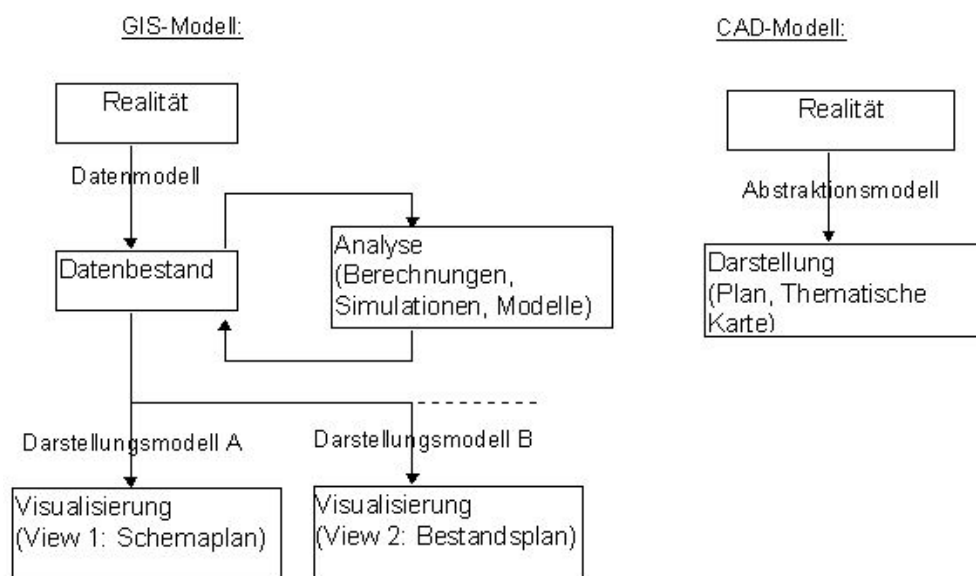 GIS-Modell:
Realität
Datenmodell
Datenbestand
Analyse
(Berechnungen,
Simulationen, Modelle)
Darstellungsmodell A
Darstellungsmodell B
Visualisierung
(View 1: Schemaplan)
Visualisierung
(View 2: Bestandsplan)
CAD-Modell:
Realität
Abstraktionsmodell
Darstellung
(Plan, Thematische
Karte)